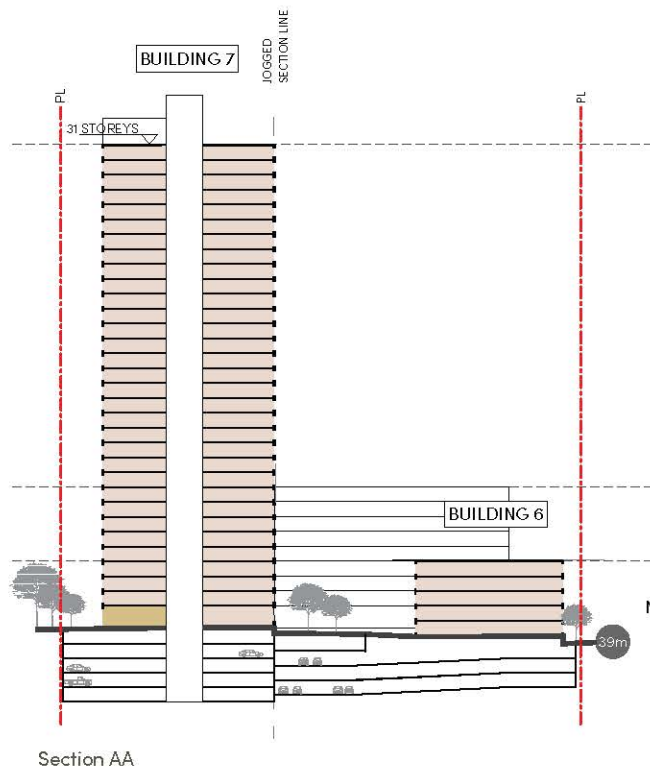 BUILDING 7
JOGGED
SECTION LINE
PL
PL
31 STOREYS
BUILDING 6
39m
Section AA